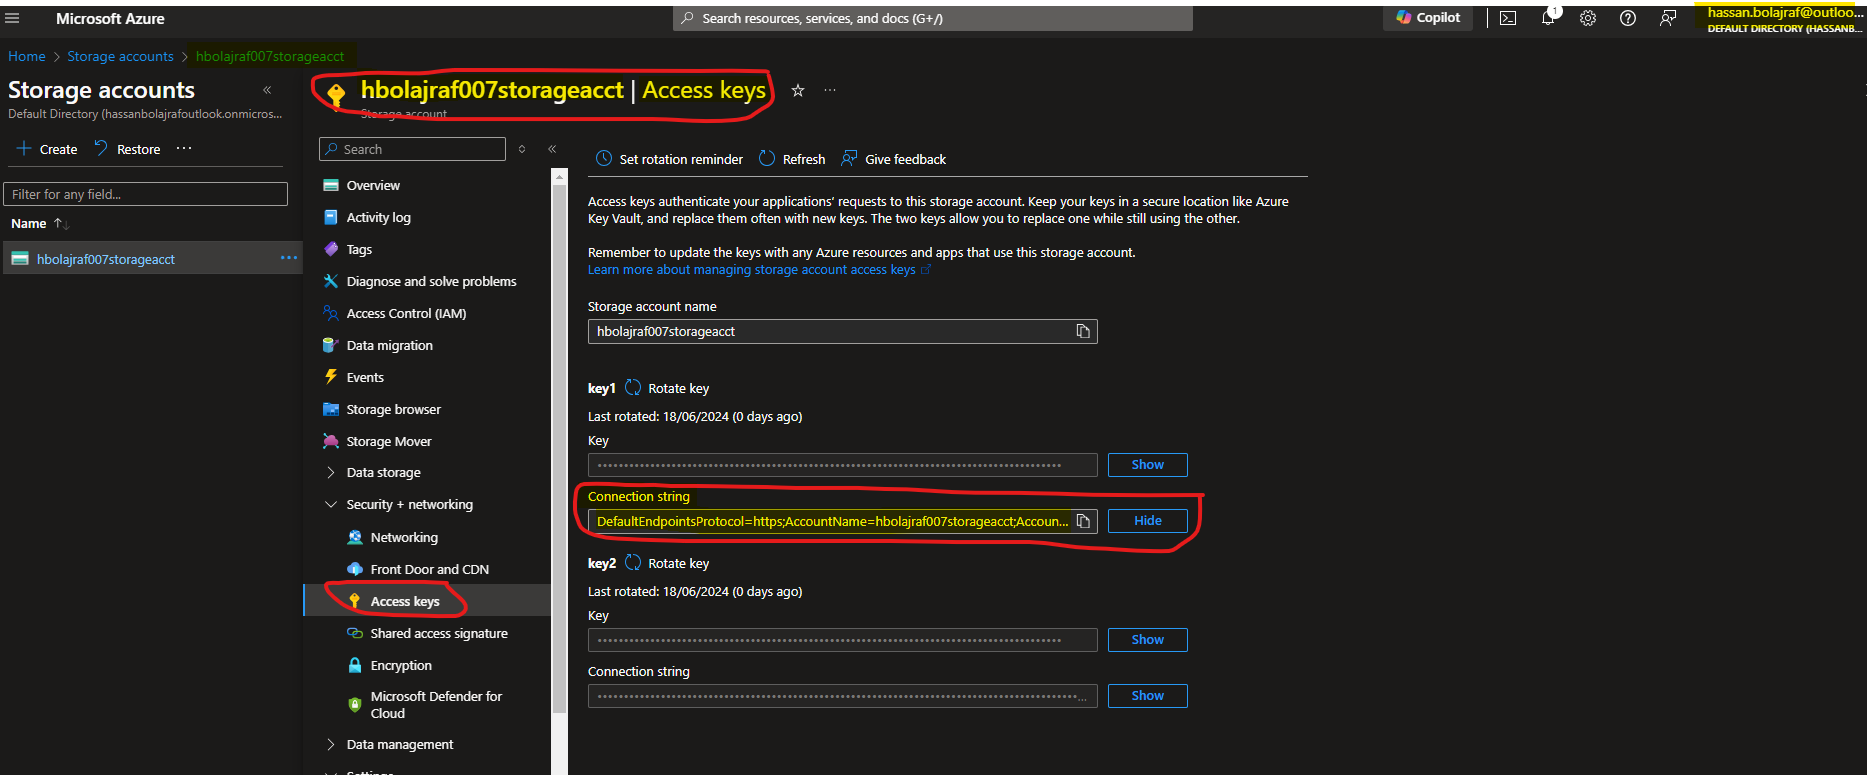 Microsoft Azure
Search resources, services, and docs (G+/)
Copilot
1
hassan.bolajraf@outloo...
DEFAULT DIRECTORY (HASSANB...
Home > Storage accounts > hbolajraf007storageacct
Storage accounts
Default Directory (hassanbolajrafoutlook.onmicros...
Create
Restore
Filter for any field...
Name
hbolajraf007storageacct
hbolajraf007storageacct | Access keys
Storage account
Search
Overview
Activity log
Tags
Diagnose and solve problems
Access Control (IAM)
Data migration
Events
Storage browser
Storage Mover
Data storage
Security + networking
Networking
Front Door and CDN
Access keys
Shared access signature
Encryption
Microsoft Defender for
Cloud
Data management
Settings
Set rotation reminder
Refresh
Give feedback
Access keys authenticate your applications' requests to this storage account. Keep your keys in a secure location like Azure
Key Vault, and replace them often with new keys. The two keys allow you to replace one while still using the other.
Remember to update the keys with any Azure resources and apps that use this storage account.
Learn more about managing storage account access keys
Storage account name
hbolajraf007storageacct
key1
Rotate key
Last rotated: 18/06/2024 (0 days ago)
Key
Show
Connection string
DefaultEndpointsProtocol=https;AccountName=hbolajraf007storageacct;Accoun...
Hide
key2
Rotate key
Last rotated: 18/06/2024 (0 days ago)
Key
Show
Connection string
Show